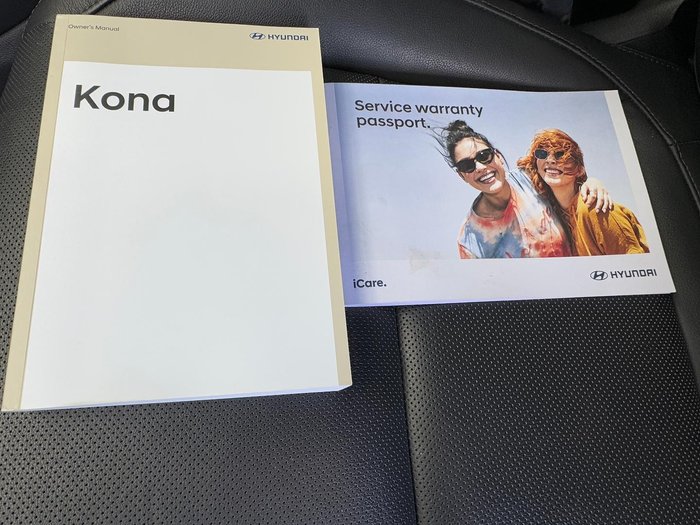 Owner's Manual
HYUNDAI
Kona
Service warranty
passport.
iCare.
HYUNDAI